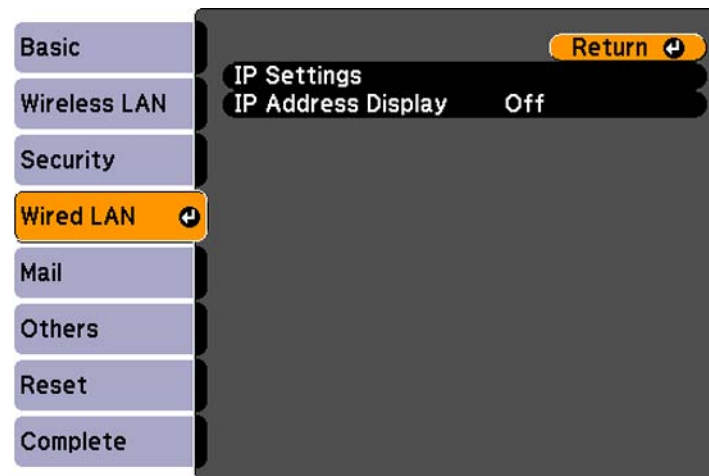 Basic
Wireless LAN
Security
Wired LAN
Mail
Others
Reset
Complete
Return
IP Settings
IP Address Display Off